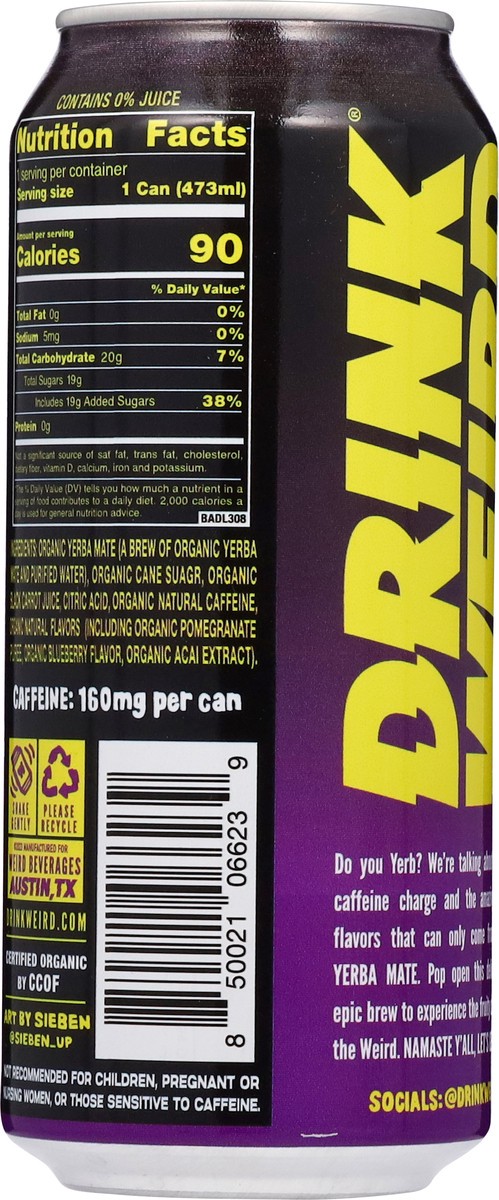 CONTAINS 0% JUICE
Nutrition Facts
1 serving per container
Serving size 1 Can (473ml)
Amount per serving
Calories 90
% Daily Value*
Total Fat 0g 0%
Sodium 5mg 0%
Total Carbohydrate 20g 7%
Total Sugars 19g
Includes 19g Added Sugars 38%
Protein 0g
Not a significant source of saf fat, trans fat, cholesterol,
dietary fiber, vitamin D, calcium, iron and potassium.
*The % Daily Value (DV) tells you how much a nutrient in a
serving of food contributes to a daily diet. 2,000 calories a
day is used for general nutrition advice.
BADL308
INGREDIENTS: ORGANIC YERBA MATE (A BREW OF ORGANIC YERBA
MATE AND PURIFIED WATER), ORGANIC CANE SUAGR, ORGANIC
BLACK CARROT JUICE, CITRIC ACID, ORGANIC NATURAL CAFFEINE,
ORGANIC NATURAL FLAVORS (INCLUDING ORGANIC POMEGRANATE
PUREE, ORGANIC BLUEBERRY FLAVOR, ORGANIC ACAI EXTRACT).
CAFFEINE: 160mg per can
SHAKE
GENTLY
PLEASE
RECYCLE
©2023 MANUFACTURED FOR
WEIRD BEVERAGES
AUSTIN, TX
DRINKWEIRD.COM
CERTIFIED ORGANIC
BY CCOF
ART BY SIEBEN
@SIEBEN_UP
8 50021 06623 9
NOT RECOMMENDED FOR CHILDREN, PREGNANT OR
NURSING WOMEN, OR THOSE SENSITIVE TO CAFFEINE.
DRINK®
WEIRD
Do you Yerb? We're talking
caffeine charge and the
flavors that can only come
YERBA MATE. Pop open this
epic brew to experience the
the Weird. NAMASTE Y'ALL, LET'S
SOCIALS: @DRINKW